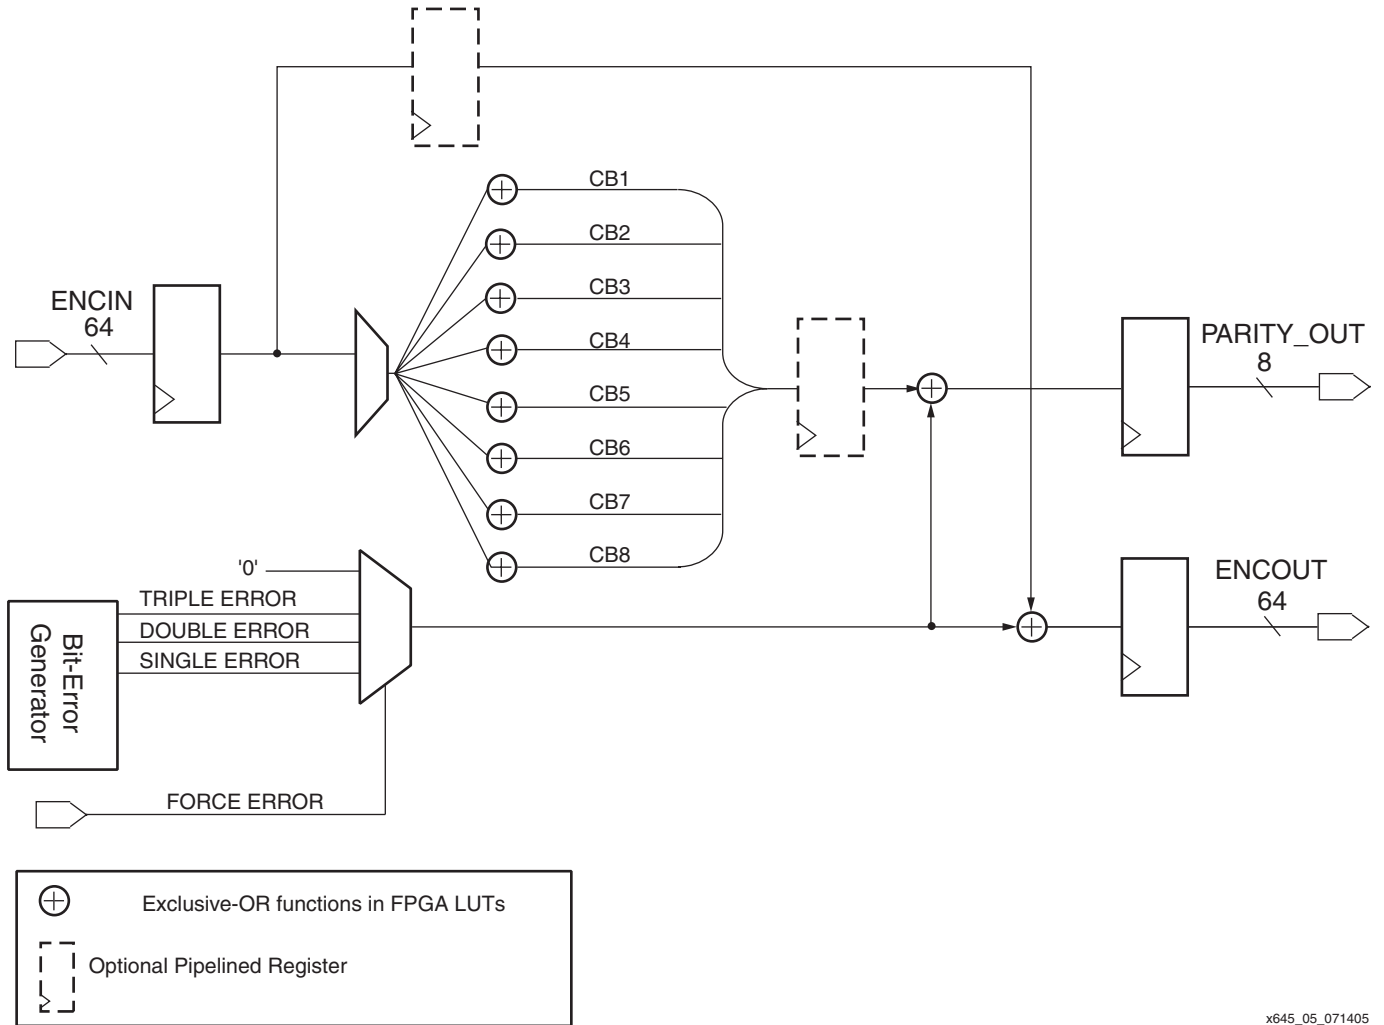 CB1
CB2
CB3
CB4
CB5
CB6
CB7
CB8
ENCIN
64
PARITY_OUT
8
'0'
TRIPLE ERROR
DOUBLE ERROR
SINGLE ERROR
Bit-Error
Generator
FORCE ERROR
ENCOUT
64
Exclusive-OR functions in FPGA LUTs
Optional Pipelined Register
x645_05_071405